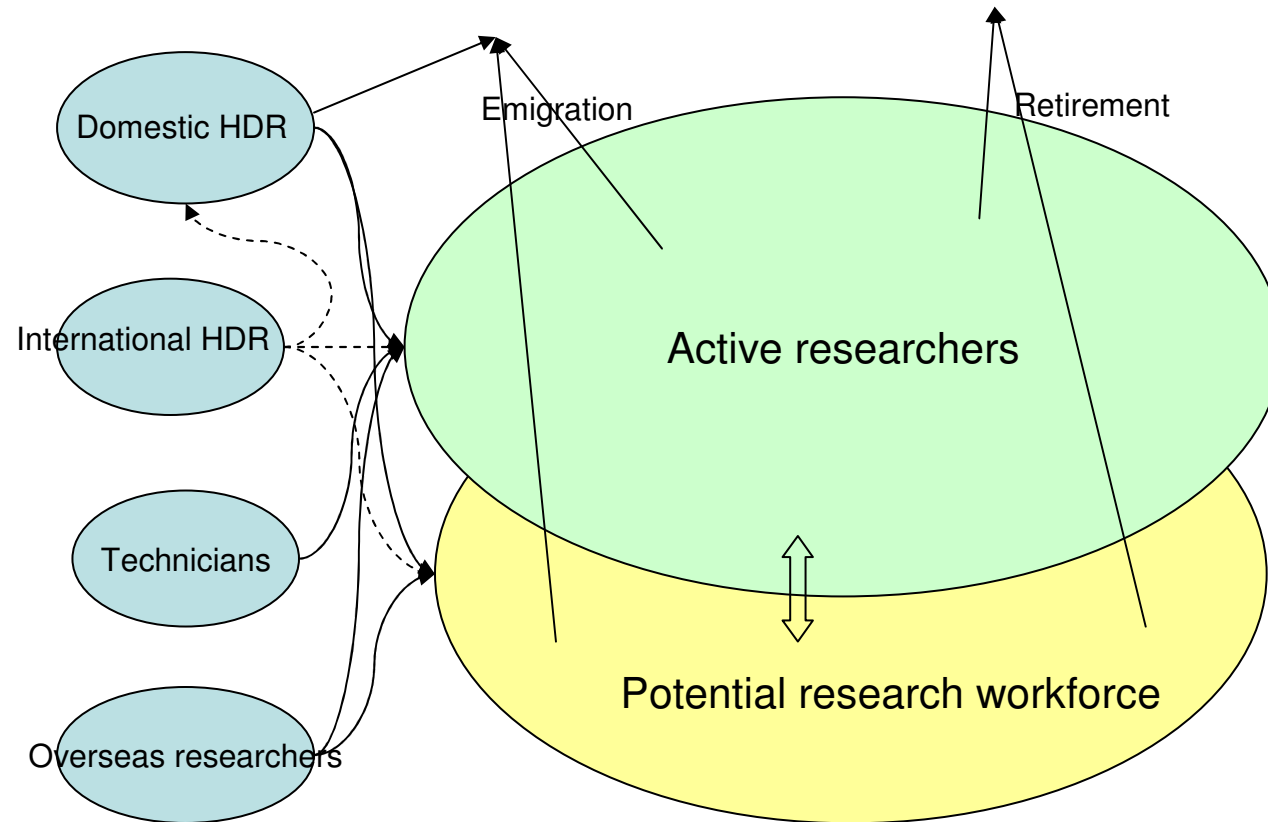 Domestic HDR
Emigration
Retirement
International HDR
Active researchers
Technicians
Potential research workforce
Overseas researchers